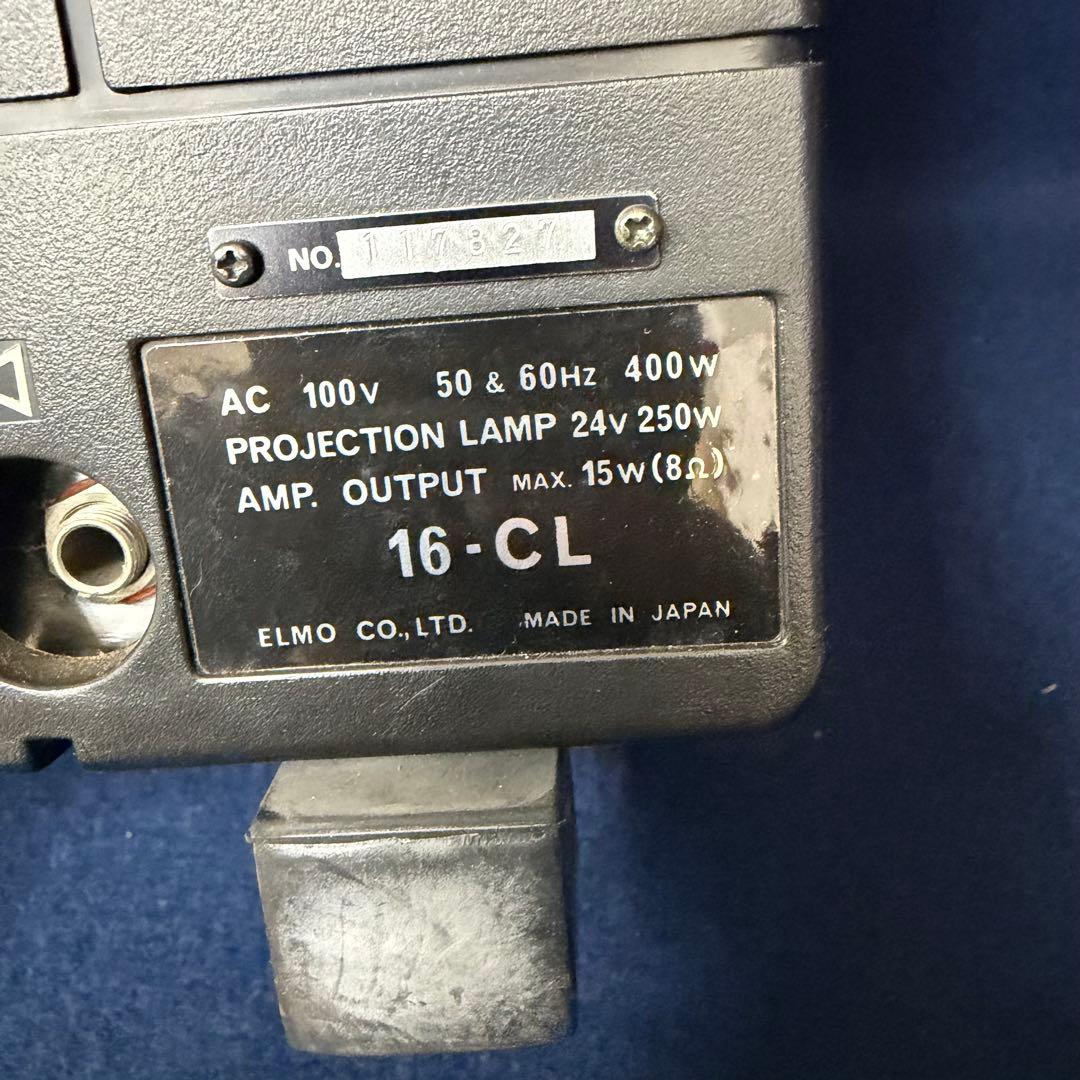 NO. 117827
AC 100V 50 & 60Hz 400W
PROJECTION LAMP 24V 250W
AMP. OUTPUT MAX. 15W (8Ω)
16-CL
ELMO CO., LTD. MADE IN JAPAN